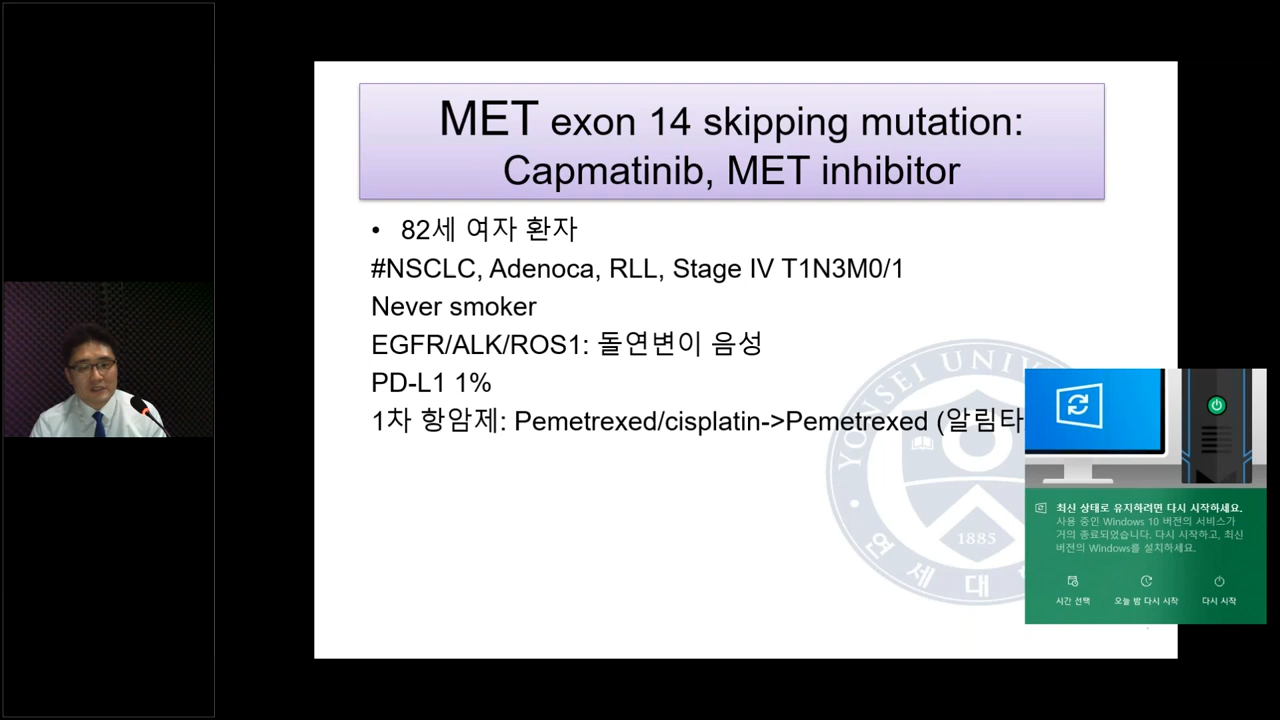 MET exon 14 skipping mutation:
Capmatinib, MET inhibitor
• 82세 여자 환자
#NSCLC, Adenoca, RLL, Stage IV T1N3M0/1
Never smoker
EGFR/ALK/ROS1: 돌연변이 음성
PD-L1 1%
1차 항암제: Pemetrexed/cisplatin->Pemetrexed (알림타
YONSEI UNIV
1885
연세대
최신 상태로 유지하려면 다시 시작하세요.
사용 중인 Windows 10 버전의 서비스가
거의 종료되었습니다. 다시 시작하고, 최신
버전의 Windows를 설치하세요.
시간 선택
오늘 밤 다시 시작
다시 시작